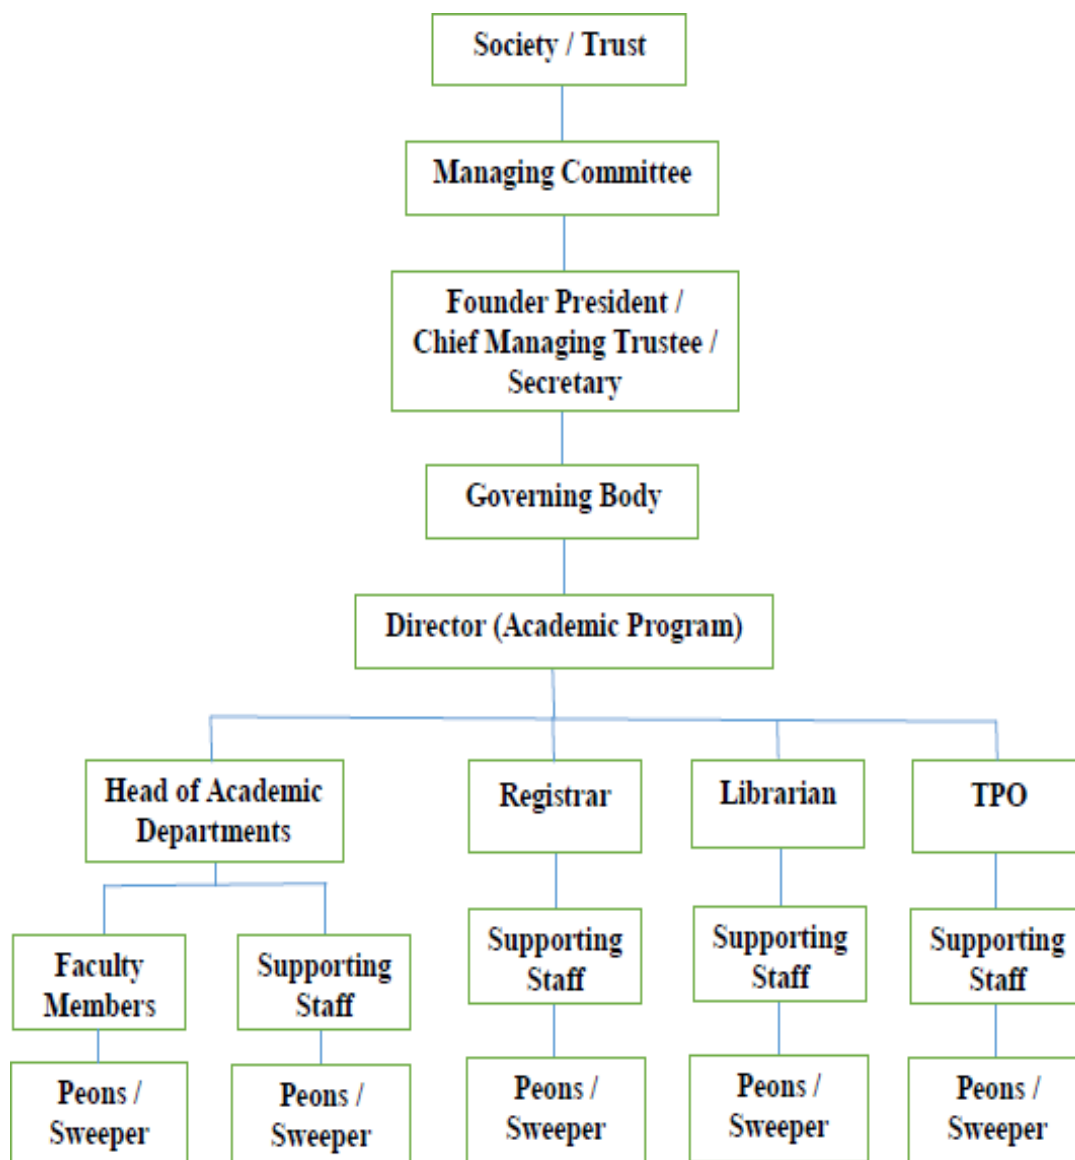 Society / Trust
Managing Committee
Founder President /
Chief Managing Trustee /
Secretary
Governing Body
Director (Academic Program)
Head of Academic
Departments
Registrar
Librarian
TPO
Faculty
Members
Supporting
Staff
Supporting
Staff
Supporting
Staff
Supporting
Staff
Peons /
Sweeper
Peons /
Sweeper
Peons /
Sweeper
Peons /
Sweeper
Peons /
Sweeper